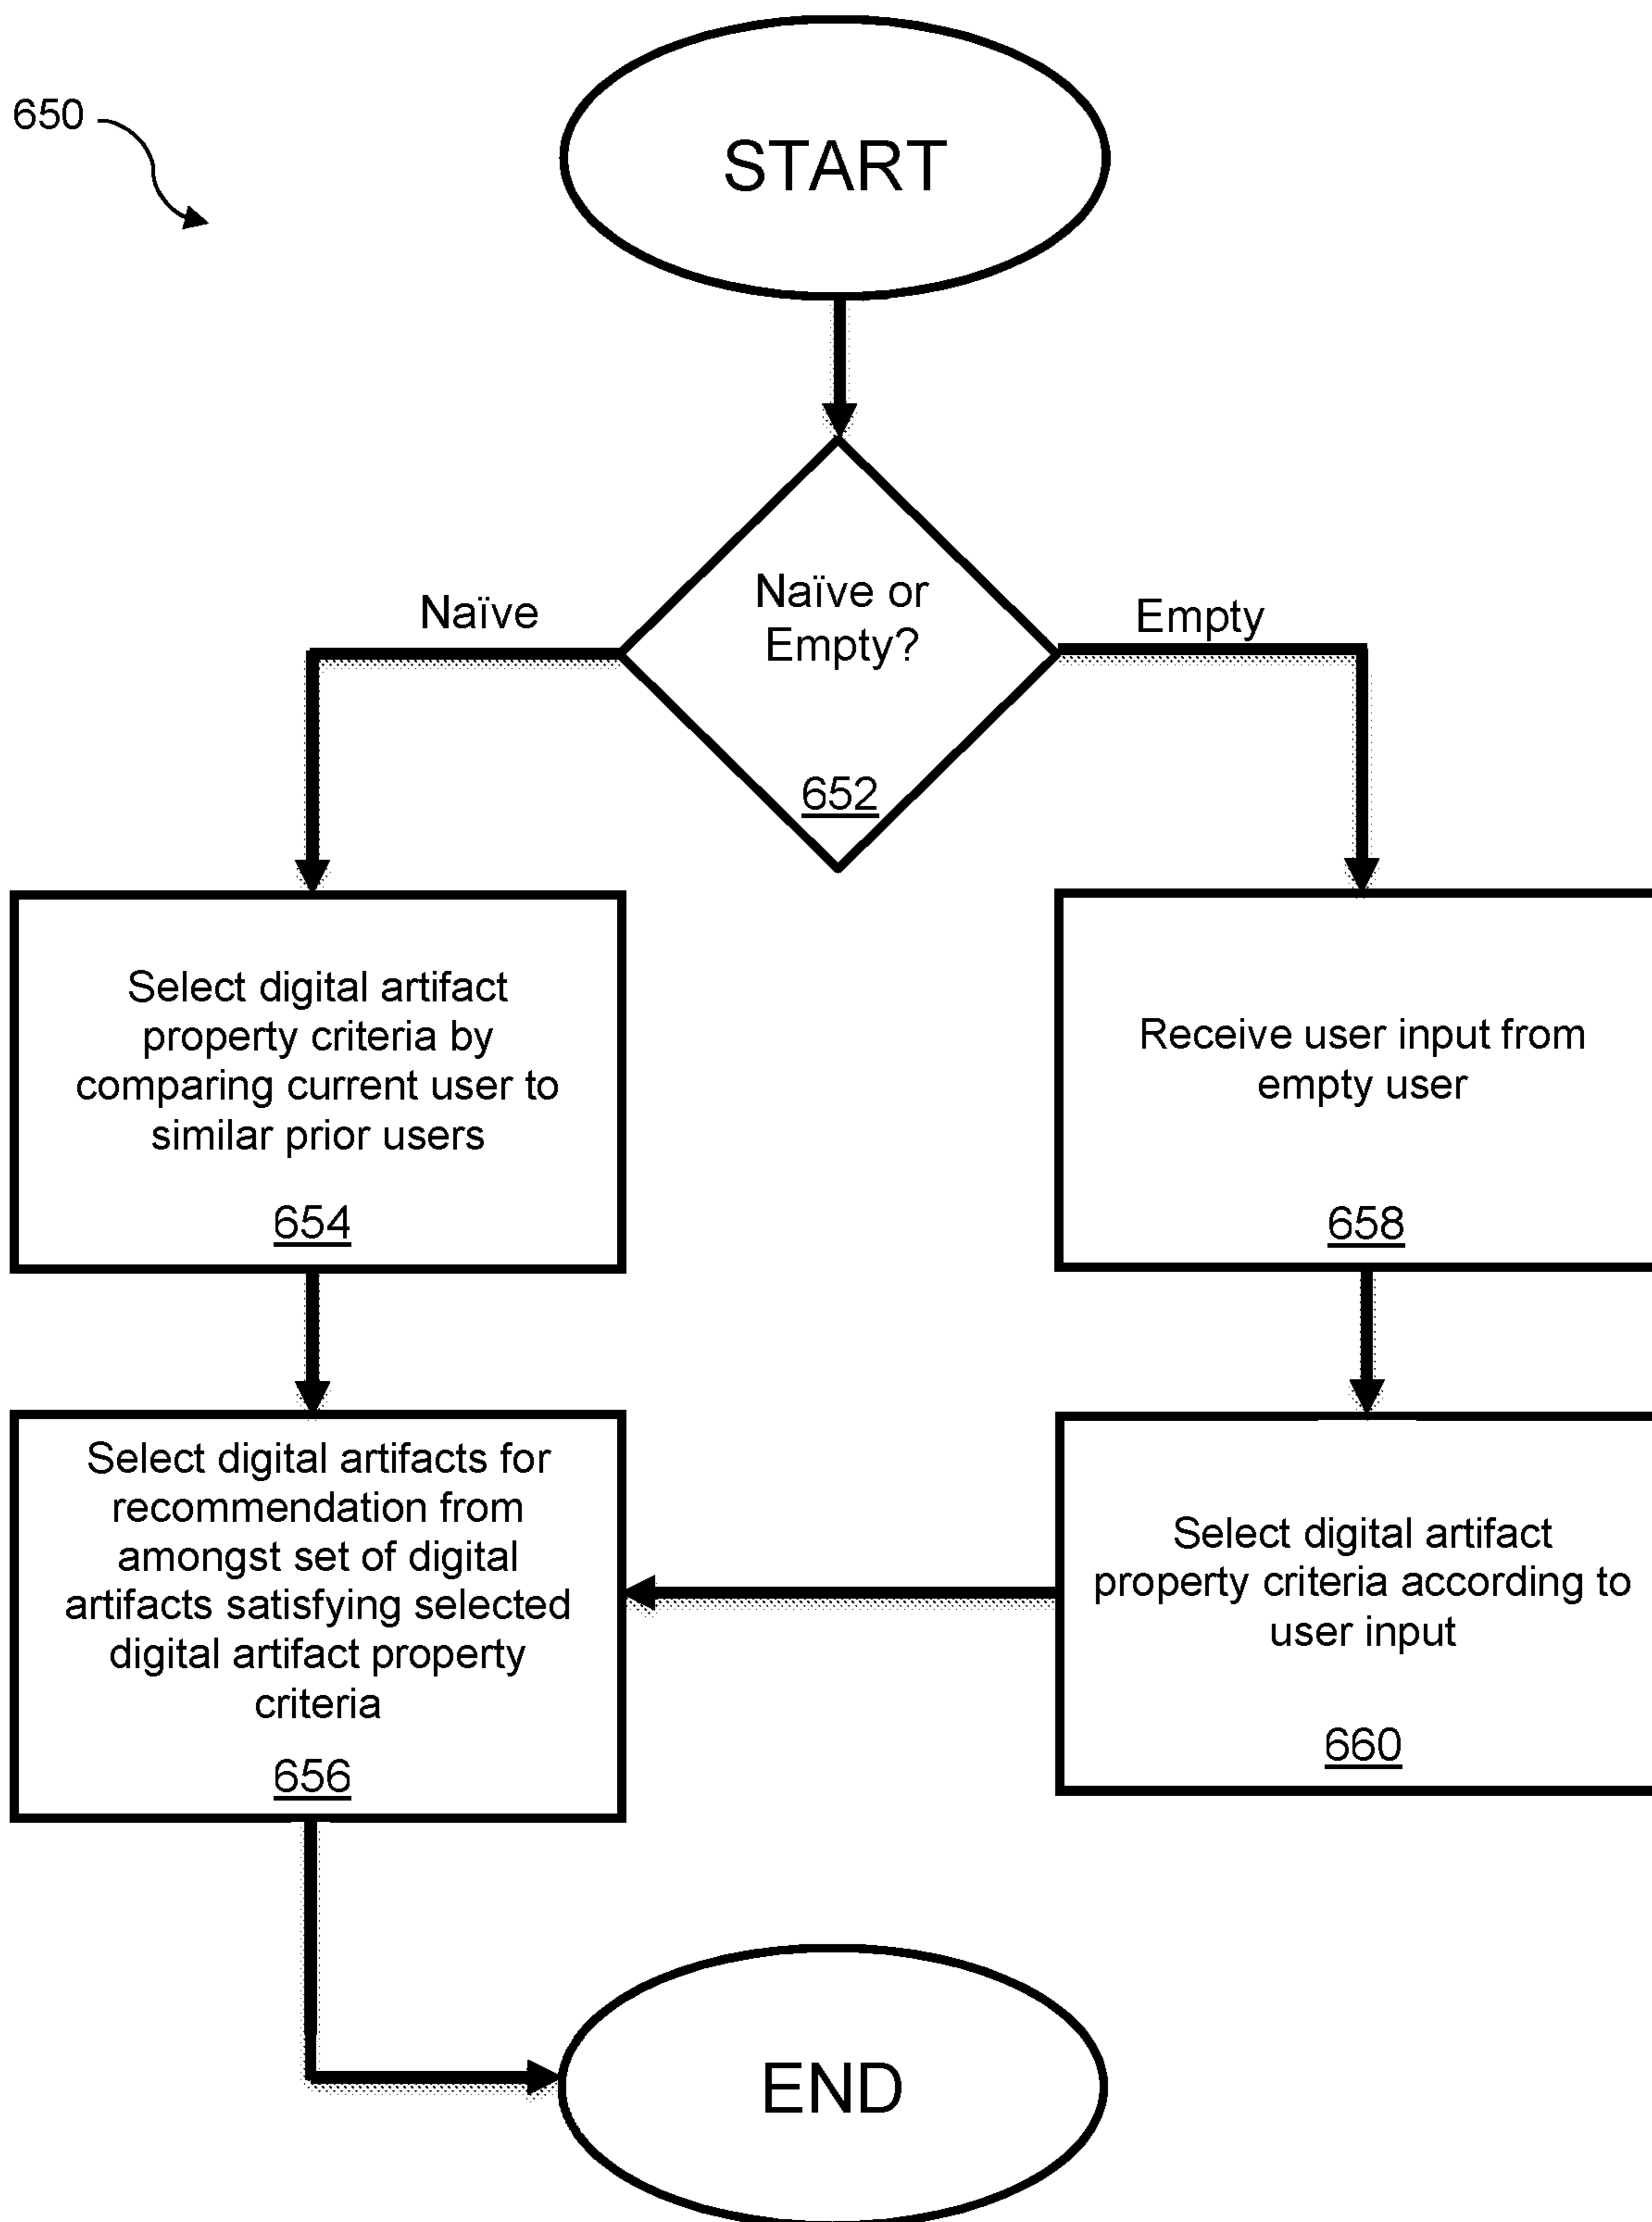 650
START
Naïve or
Empty?
652
Naïve
Empty
Select digital artifact
property criteria by
comparing current user to
similar prior users
654
Receive user input from
empty user
658
Select digital artifacts for
recommendation from
amongst set of digital
artifacts satisfying selected
digital artifact property
criteria
656
Select digital artifact
property criteria according to
user input
660
END